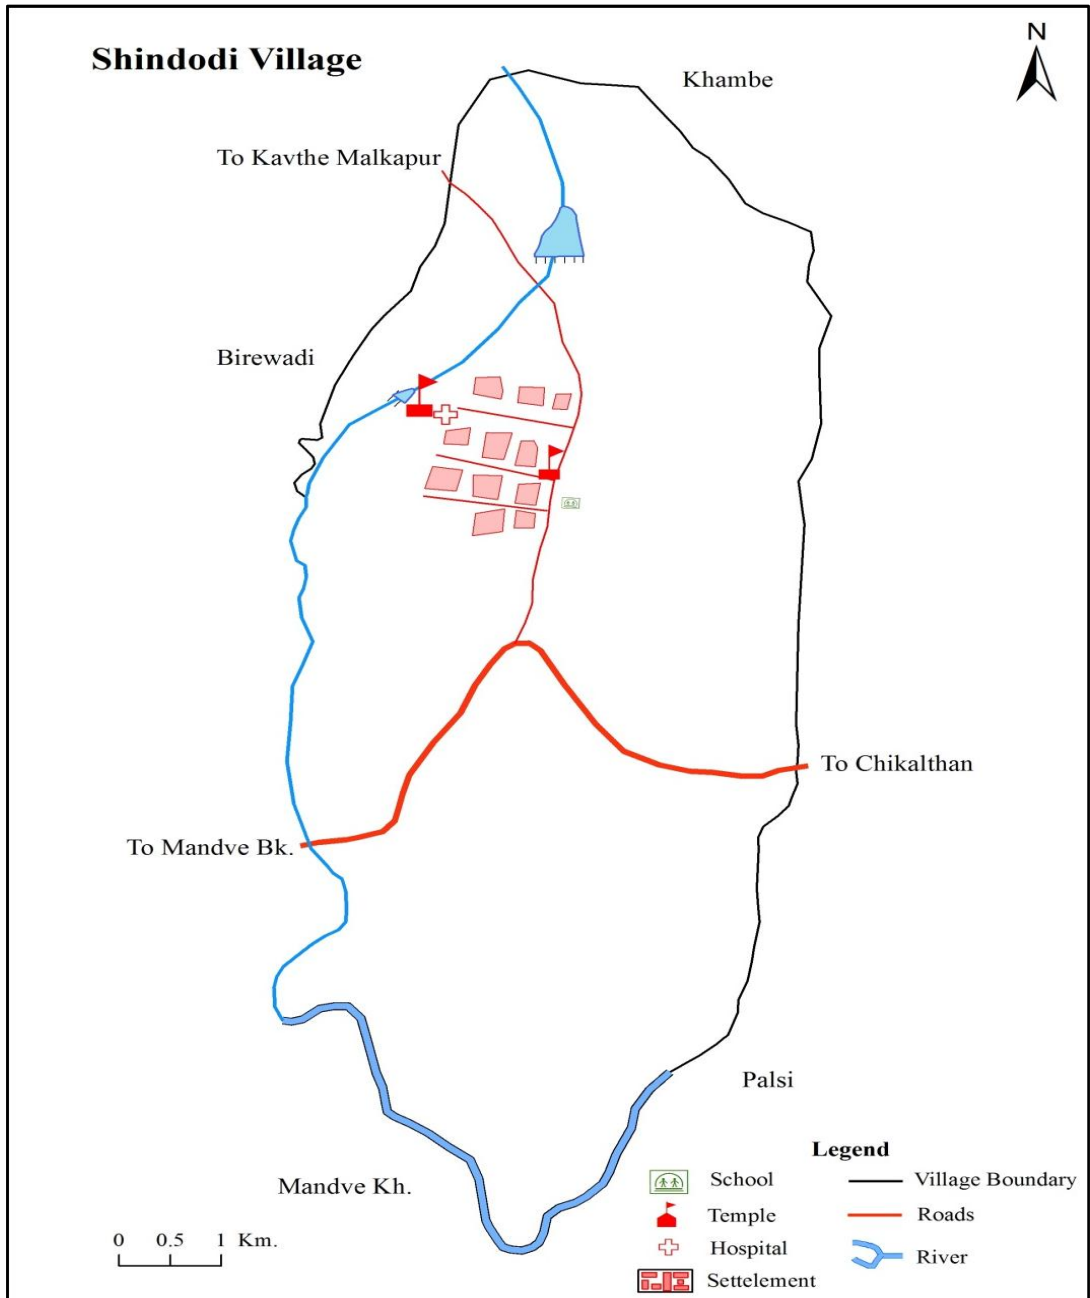 Shindodi Village
N
Khambe
To Kavthe Malkapur
Birewadi
To Chikalthan
To Mandve Bk.
Palsi
Mandve Kh.
Legend
School
Village Boundary
Temple
Roads
Hospital
River
Settelement
0 0.5 1 Km.